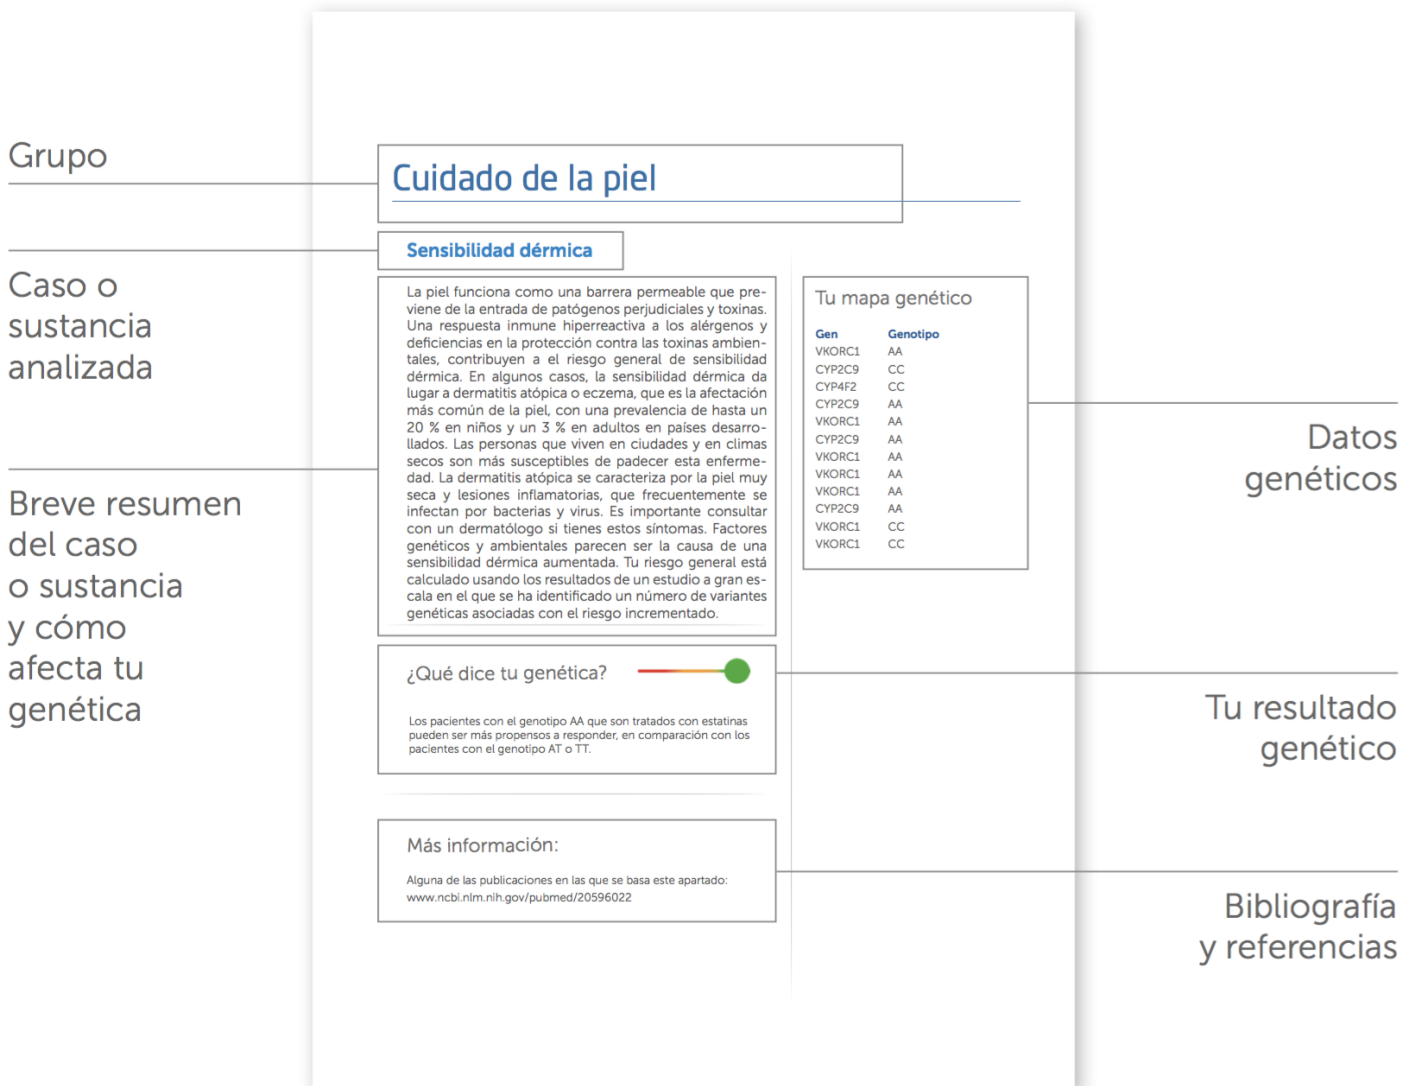 Grupo
Cuidado de la piel
Sensibilidad dérmica
Caso o
sustancia
analizada
La piel funciona como una barrera permeable que pre-
viene de la entrada de patógenos perjudiciales y toxinas.
Una respuesta inmune hiperreactiva a los alérgenos y
deficiencias en la protección contra las toxinas ambien-
tales, contribuyen a el riesgo general de sensibilidad
dérmica. En algunos casos, la sensibilidad dérmica da
lugar a dermatitis atópica o eczema, que es la afectación
más común de la piel, con una prevalencia de hasta un
20 % en niños y un 3 % en adultos en países desarro-
llados. Las personas que viven en ciudades y en climas
secos son más susceptibles de padecer esta enferme-
dad. La dermatitis atópica se caracteriza por la piel muy
seca y lesiones inflamatorias, que frecuentemente se
infectan por bacterias y virus. Es importante consultar
con un dermatólogo si tienes estos síntomas. Factores
genéticos y ambientales parecen ser la causa de una
sensibilidad dérmica aumentada. Tu riesgo general está
calculado usando los resultados de un estudio a gran es-
cala en el que se ha identificado un número de variantes
genéticas asociadas con el riesgo incrementado.
Breve resumen
del caso
o sustancia
y cómo
afecta tu
genética
Tu mapa genético
Gen Genotipo
VKORC1 AA
CYP2C9 CC
CYP4F2 CC
CYP2C9 AA
VKORC1 AA
CYP2C9 AA
VKORC1 AA
VKORC1 AA
VKORC1 AA
CYP2C9 AA
VKORC1 CC
VKORC1 CC
Datos
genéticos
¿Qué dice tu genética?
Los pacientes con el genotipo AA que son tratados con estatinas
pueden ser más propensos a responder, en comparación con los
pacientes con el genotipo AT o TT.
Tu resultado
genético
Más información:
Alguna de las publicaciones en las que se basa este apartado:
www.ncbi.nlm.nih.gov/pubmed/20596022
Bibliografía
y referencias